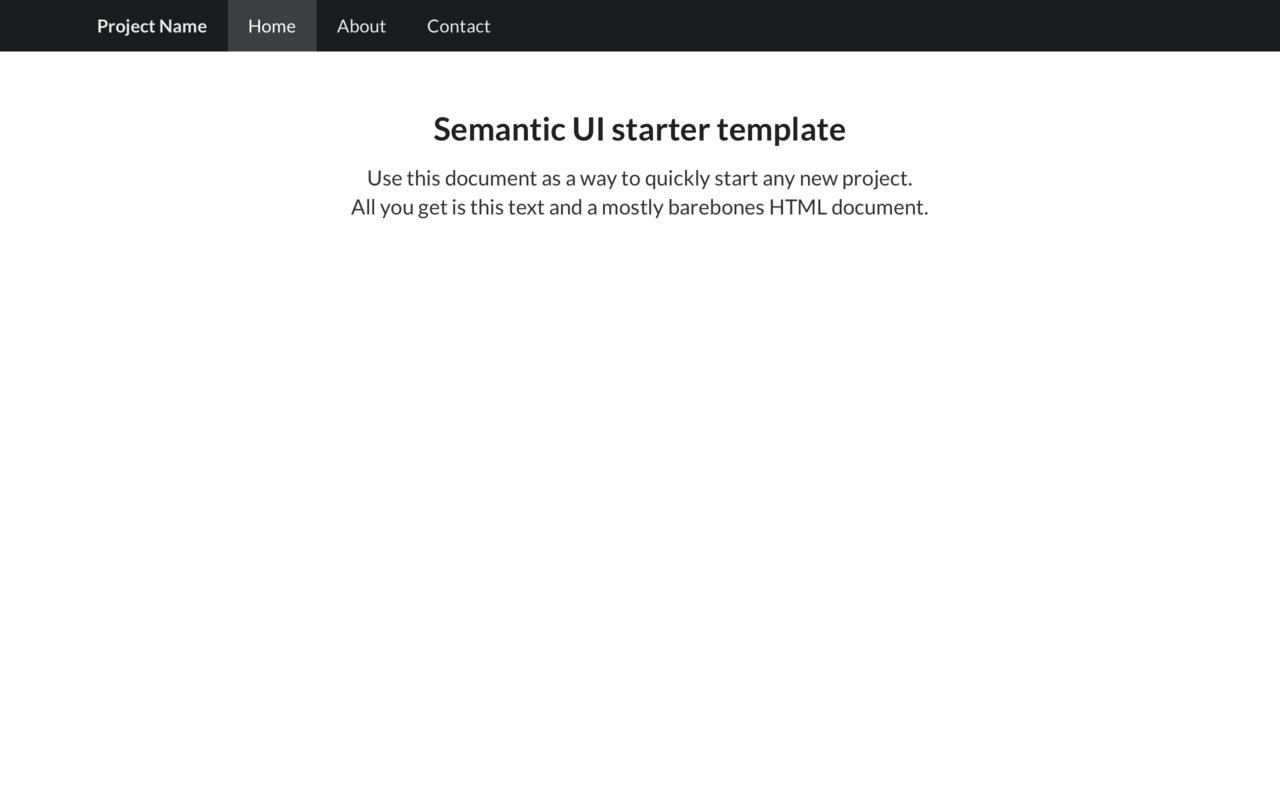 Project Name Home About Contact
Semantic UI starter template
Use this document as a way to quickly start any new project.
All you get is this text and a mostly barebones HTML document.